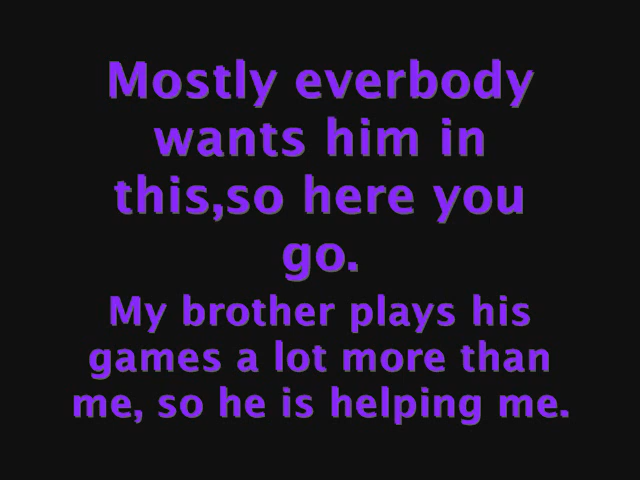 Mostly everbody
wants him in
this,so here you
go.
My brother plays his
games a lot more than
me, so he is helping me.